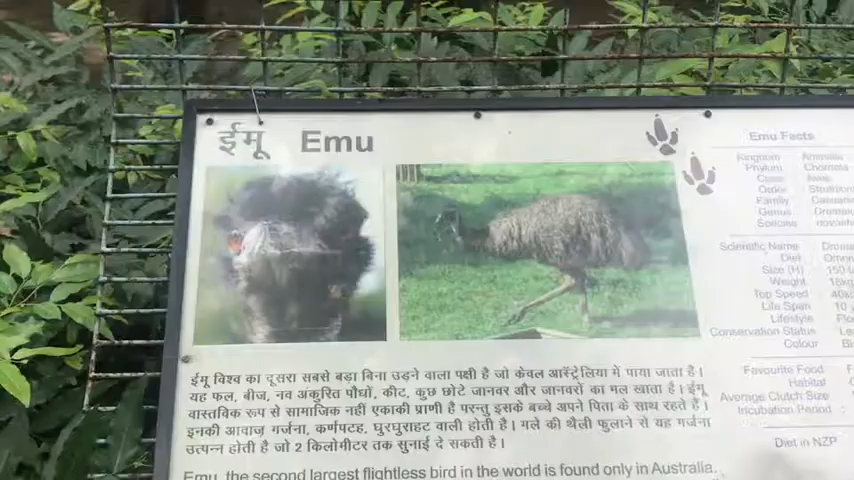 ईमू Emu
ईमू विश्व का दूसरा सबसे बड़ा बिना उड़ने वाला पक्षी है जो केवल आस्ट्रेलिया में पाया जाता है।
यह फल, बीज, नव अंकुरित पौधों, कीट, कुछ छोटे जानवर और जानवरों का मल खाता है। ईमू
वास्तविक रूप से सामाजिक नहीं एकाकी प्राणी है परन्तु इसके बच्चे अपने पिता के साथ रहते हैं।
इनकी आवाज़ गर्जना, कर्णपटह, घुरघुराहट वाली होती है। गले की थैली फुलाने से यह गर्जना
उत्पन्न होती है जो 2 किलोमीटर तक सुनाई दे सकती है।
Emu, the second largest flightless bird in the world is found only in Australia.
Emu Facts
Kingdom
Phylum
Class
Order
Family
Genus
Species
Scientific Name
Diet
Size (H)
Weight
Top Speed
Life Span
Lifestyle
Conservation Status
Colour
Favourite Food
Habitat
Average Clutch Size
Incubation Period
Diet in NZP